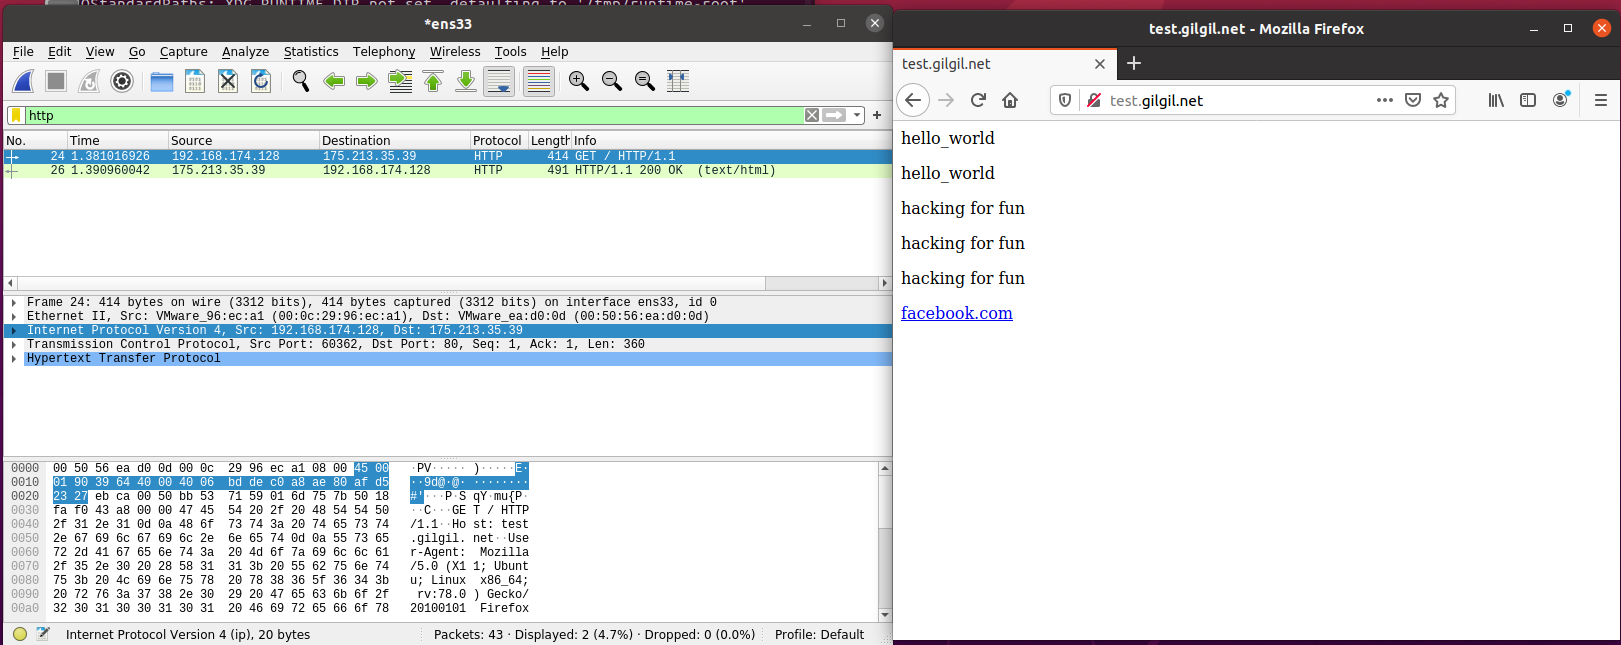 OStandardPaths: XDG_RUNTIME_DIR not set, defaulting to '/tmp/runtime-root'
*ens33
File Edit View Go Capture Analyze Statistics Telephony Wireless Tools Help
http
No. Time Source Destination Protocol Length Info
24 1.381016926 192.168.174.128 175.213.35.39 HTTP 414 GET / HTTP/1.1
26 1.390960042 175.213.35.39 192.168.174.128 HTTP 491 HTTP/1.1 200 OK (text/html)
Frame 24: 414 bytes on wire (3312 bits), 414 bytes captured (3312 bits) on interface ens33, id 0
Ethernet II, Src: VMware_96:ec:a1 (00:0c:29:96:ec:a1), Dst: VMware_ea:d0:0d (00:50:56:ea:d0:0d)
Internet Protocol Version 4, Src: 192.168.174.128, Dst: 175.213.35.39
Transmission Control Protocol, Src Port: 60362, Dst Port: 80, Seq: 1, Ack: 1, Len: 360
Hypertext Transfer Protocol
0000 00 50 56 ea d0 0d 00 0c 29 96 ec a1 08 00 45 00 ·PV····· )·····E·
0010 01 90 39 64 40 00 40 06 bd de c0 a8 ae 80 af d5 ··9d@·@· ········
0020 23 27 eb ca 00 50 bb 53 71 59 01 6d 75 7b 50 18 #'···P·S qY·mu{P·
0030 fa f0 43 a8 00 00 47 45 54 20 2f 20 48 54 54 50 ··C···GE T / HTTP
0040 2f 31 2e 31 0d 0a 48 6f 73 74 3a 20 74 65 73 74 /1.1··Ho st: test
0050 2e 67 69 6c 67 69 6c 2e 6e 65 74 0d 0a 55 73 65 .gilgil. net··Use
0060 72 2d 41 67 65 6e 74 3a 20 4d 6f 7a 69 6c 6c 61 r-Agent: Mozilla
0070 2f 35 2e 30 20 28 58 31 31 3b 20 55 62 75 6e 74 /5.0 (X1 1; Ubunt
0080 75 3b 20 4c 69 6e 75 78 20 78 38 36 5f 36 34 3b u; Linux x86_64;
0090 20 72 76 3a 37 38 2e 30 29 20 47 65 63 6b 6f 2f rv:78.0 ) Gecko/
00a0 32 30 31 30 30 31 30 31 20 46 69 72 65 66 6f 78 20100101 Firefox
Internet Protocol Version 4 (ip), 20 bytes Packets: 43 · Displayed: 2 (4.7%) · Dropped: 0 (0.0%) Profile: Default
test.gilgil.net - Mozilla Firefox
test.gilgil.net
test.gilgil.net
hello_world
hello_world
hacking for fun
hacking for fun
hacking for fun
facebook.com